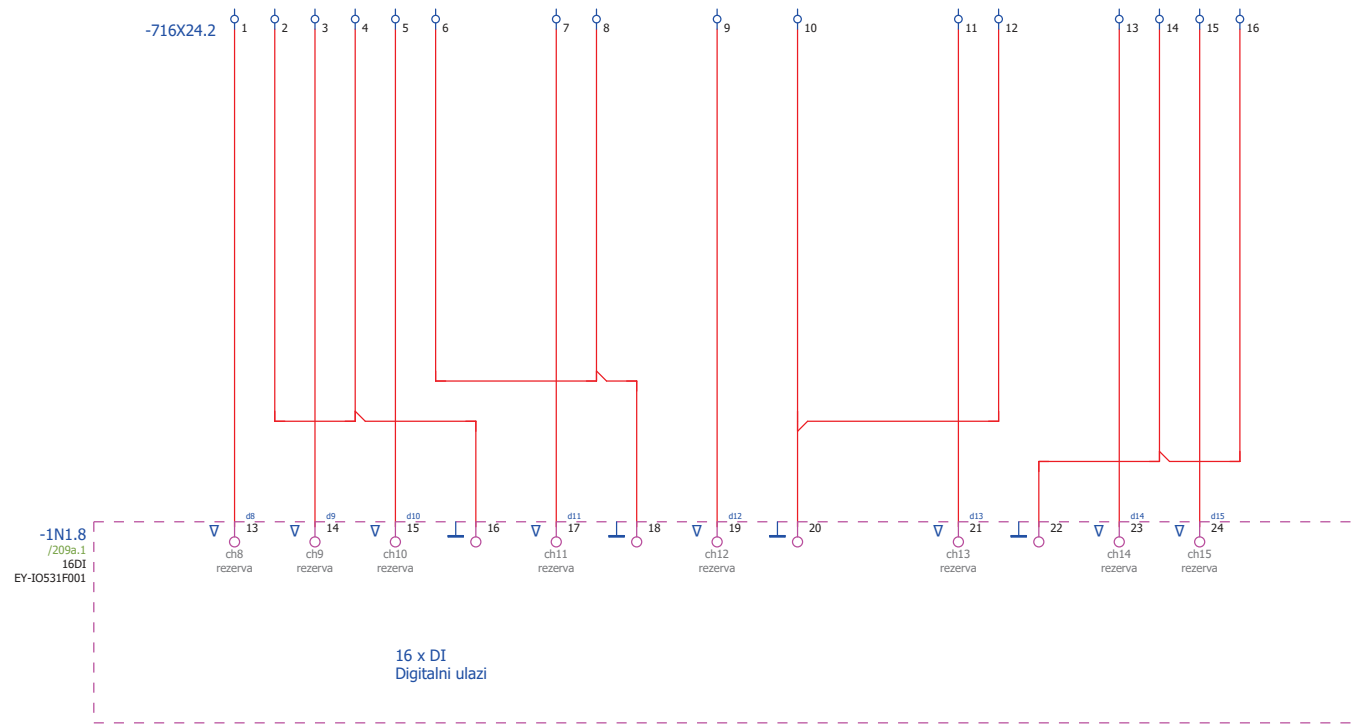 -716X24.2
1 2 3 4 5 6 7 8 9 10 11 12 13 14 15 16
-1N1.8
/209a.1
16DI
EY-IO531F001
d8 d9 d10 d11 d12 d13 d14 d15
13 14 15 16 17 18 19 20 21 22 23 24
ch8 ch9 ch10 ch11 ch12 ch13 ch14 ch15
rezerva rezerva rezerva rezerva rezerva rezerva rezerva rezerva
16 x DI
Digitalni ulazi